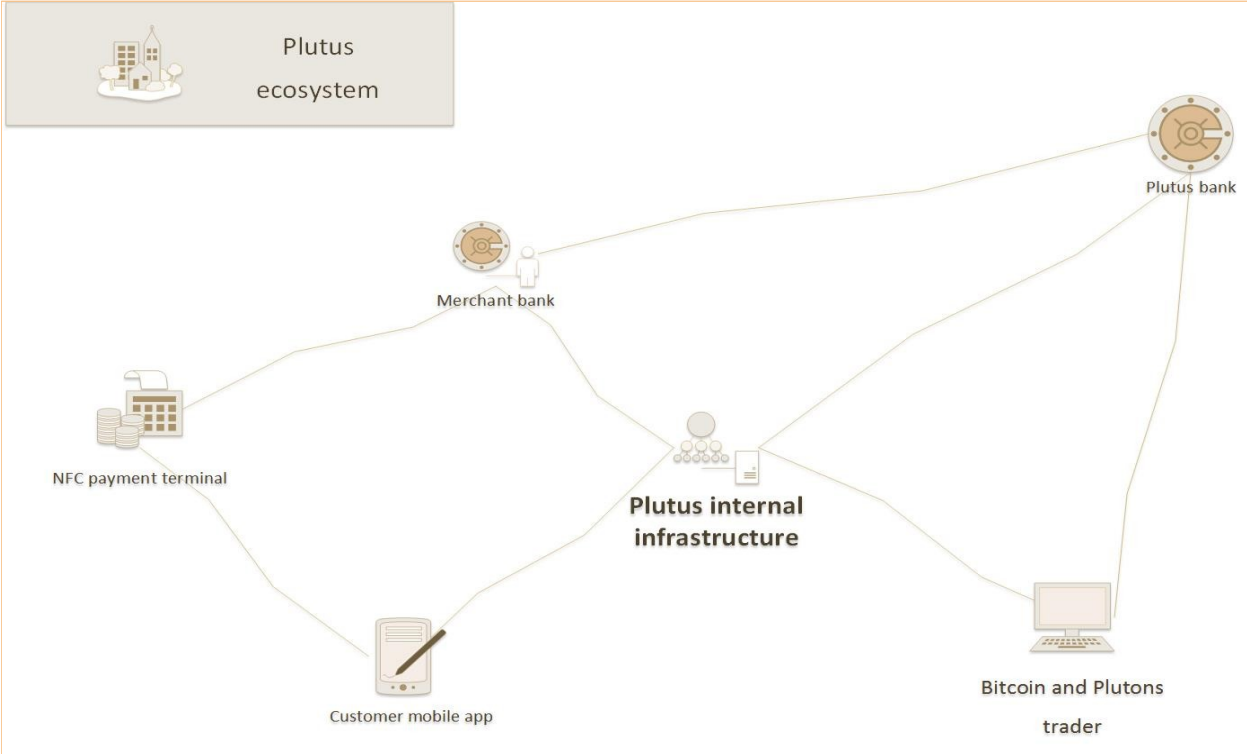 Plutus
ecosystem
Plutus bank
Merchant bank
NFC payment terminal
Plutus internal
infrastructure
Bitcoin and Plutons
trader
Customer mobile app